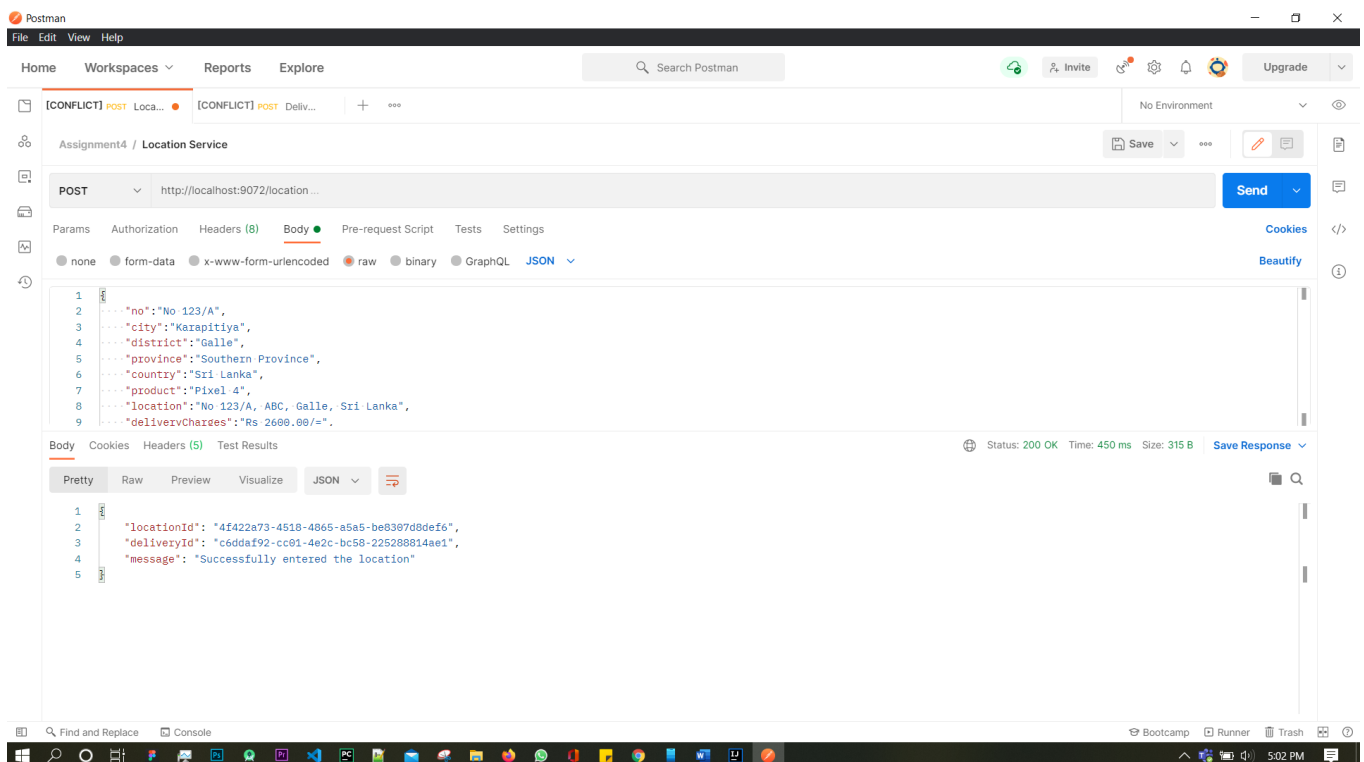 Postman
File Edit View Help
Home Workspaces Reports Explore Search Postman Invite Upgrade
[CONFLICT] POST Loca... [CONFLICT] POST Deliv... No Environment
Assignment4 / Location Service Save
POST http://localhost:9072/location ... Send
Params Authorization Headers (8) Body Pre-request Script Tests Settings Cookies
none form-data x-www-form-urlencoded raw binary GraphQL JSON Beautify
1 {
2 "no":"No 123/A",
3 "city":"Karapitiya",
4 "district":"Galle",
5 "province":"Southern Province",
6 "country":"Sri Lanka",
7 "product":"Pixel 4",
8 "location":"No 123/A, ABC, Galle, Sri Lanka",
9 "deliveryCharges":"Rs 2600.00/=",
Body Cookies Headers (5) Test Results Status: 200 OK Time: 450 ms Size: 315 B Save Response
Pretty Raw Preview Visualize JSON
1 {
2 "locationId": "4f422a73-4518-4865-a5a5-be8307d8def6",
3 "deliveryId": "c6ddaf92-cc01-4e2c-bc58-225288814ae1",
4 "message": "Successfully entered the location"
5 }
Find and Replace Console Bootcamp Runner Trash
5:02 PM